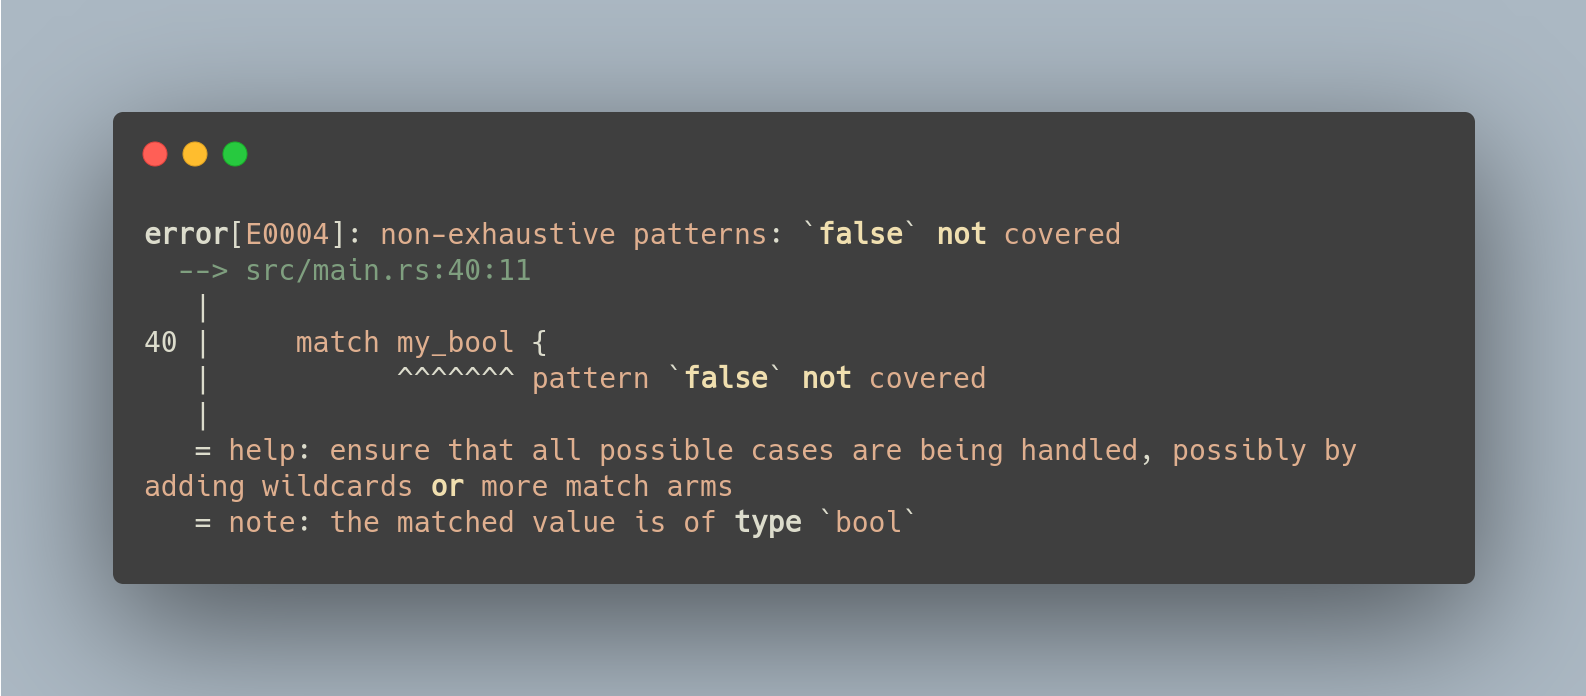 error[E0004]: non-exhaustive patterns: `false` not covered
  --> src/main.rs:40:11
   |
40 |     match my_bool {
   |           ^^^^^^^ pattern `false` not covered
   |
   = help: ensure that all possible cases are being handled, possibly by
adding wildcards or more match arms
   = note: the matched value is of type `bool`